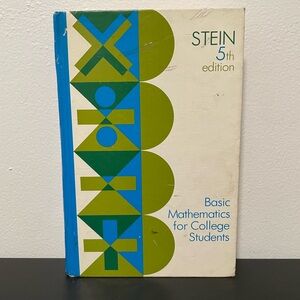 STEIN
5th
edition
Basic
Mathematics
for College
Students